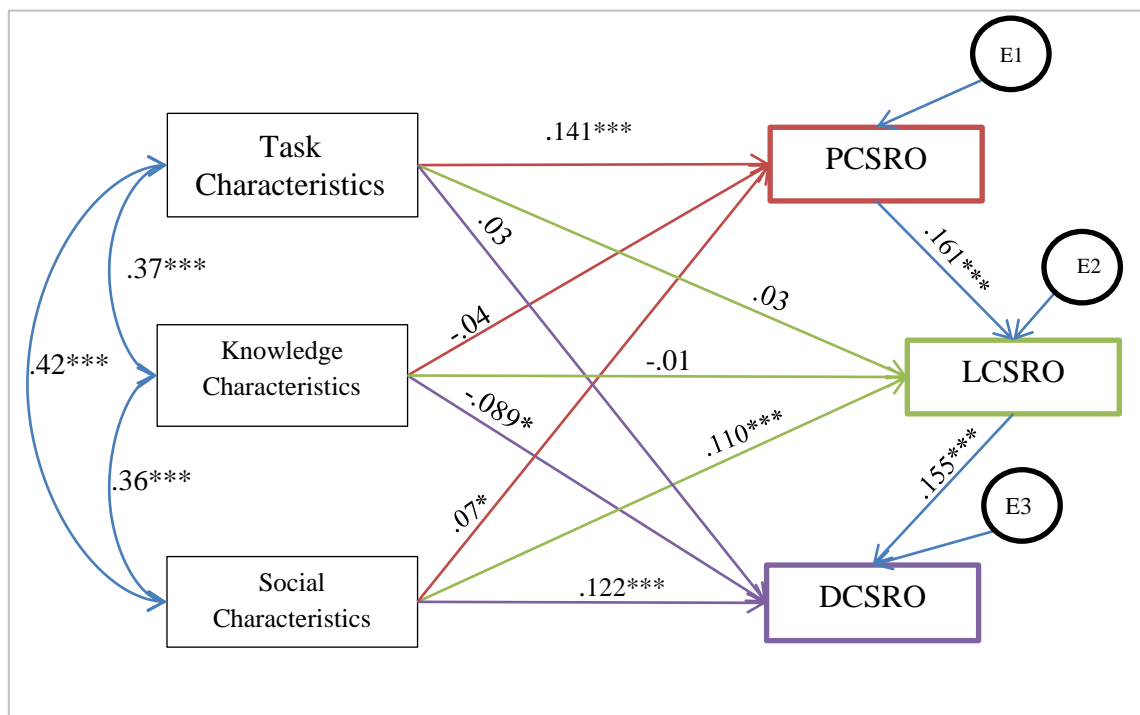 E1
Task
Characteristics
.141***
PCSRO
.03
.161***
E2
.37***
.03
-.04
Knowledge
Characteristics
-.01
LCSRO
.42***
-.089*
.110***
.155***
.36***
.07*
E3
Social
Characteristics
.122***
DCSRO